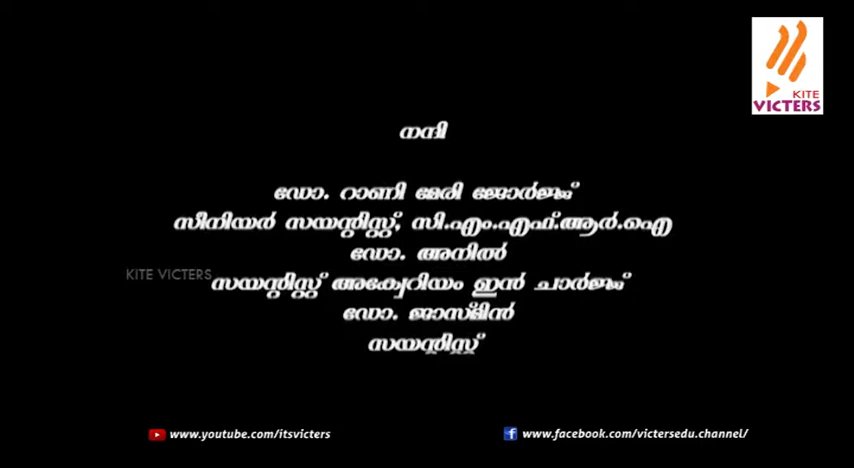 KITE
VICTERS
നന്ദി
ഡോ. റാണി മേരി ജോർജ്ജ്
സീനിയർ സയന്റിസ്റ്റ്, സി.എം.എഫ്.ആർ.ഐ
ഡോ. അനിൽ
KITE VICTERS
സയന്റിസ്റ്റ് അക്വേറിയം ഇൻ ചാർജ്ജ്
ഡോ. ജാസ്മിൻ
സയന്റിസ്റ്റ്
www.youtube.com/itsvicters
www.facebook.com/victersedu.channel/